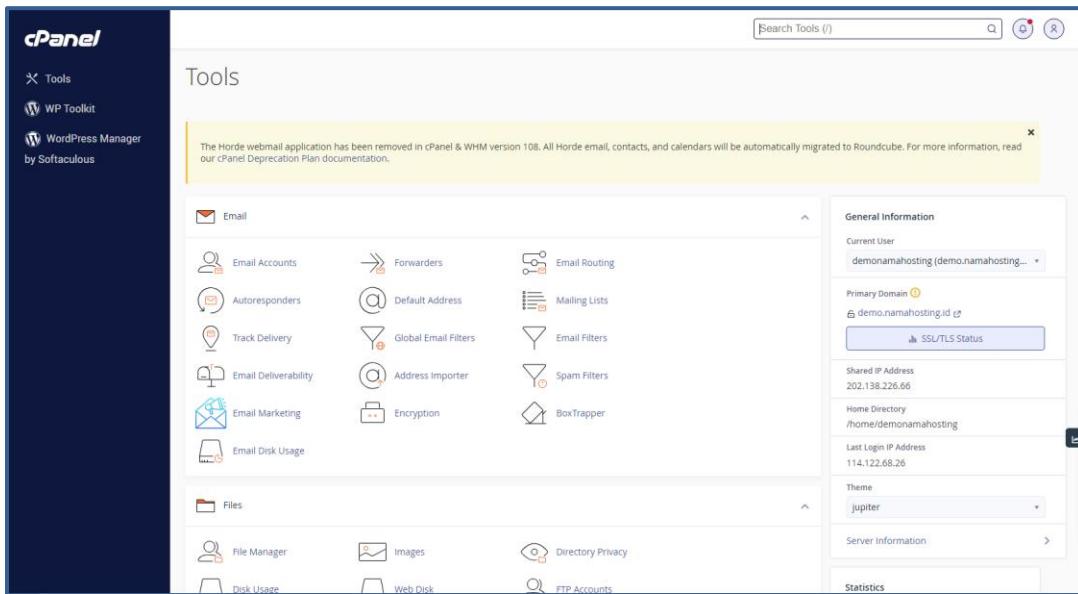 cPanel
Search Tools (/)
Tools
WP Toolkit
WordPress Manager
by Softaculous
Tools
The Horde webmail application has been removed in cPanel & WHM version 108. All Horde email, contacts, and calendars will be automatically migrated to Roundcube. For more information, read
our cPanel Deprecation Plan documentation.
Email
Email Accounts
Forwarders
Email Routing
Autoresponders
Default Address
Mailing Lists
Track Delivery
Global Email Filters
Email Filters
Email Deliverability
Address Importer
Spam Filters
Email Marketing
Encryption
BoxTrapper
Email Disk Usage
Files
File Manager
Images
Directory Privacy
Disk Usage
Web Disk
FTP Accounts
General Information
Current User
demonamahosting (demo.namahosting...
Primary Domain
demo.namahosting.id
SSL/TLS Status
Shared IP Address
202.138.226.66
Home Directory
/home/demonamahosting
Last Login IP Address
114.122.68.26
Theme
jupiter
Server Information
Statistics